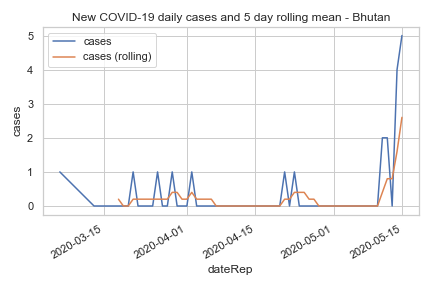 New COVID-19 daily cases and 5 day rolling mean - Bhutan
cases
cases (rolling)
5
4
3
2
1
0
cases
2020-03-15
2020-04-01
2020-04-15
2020-05-01
2020-05-15
dateRep